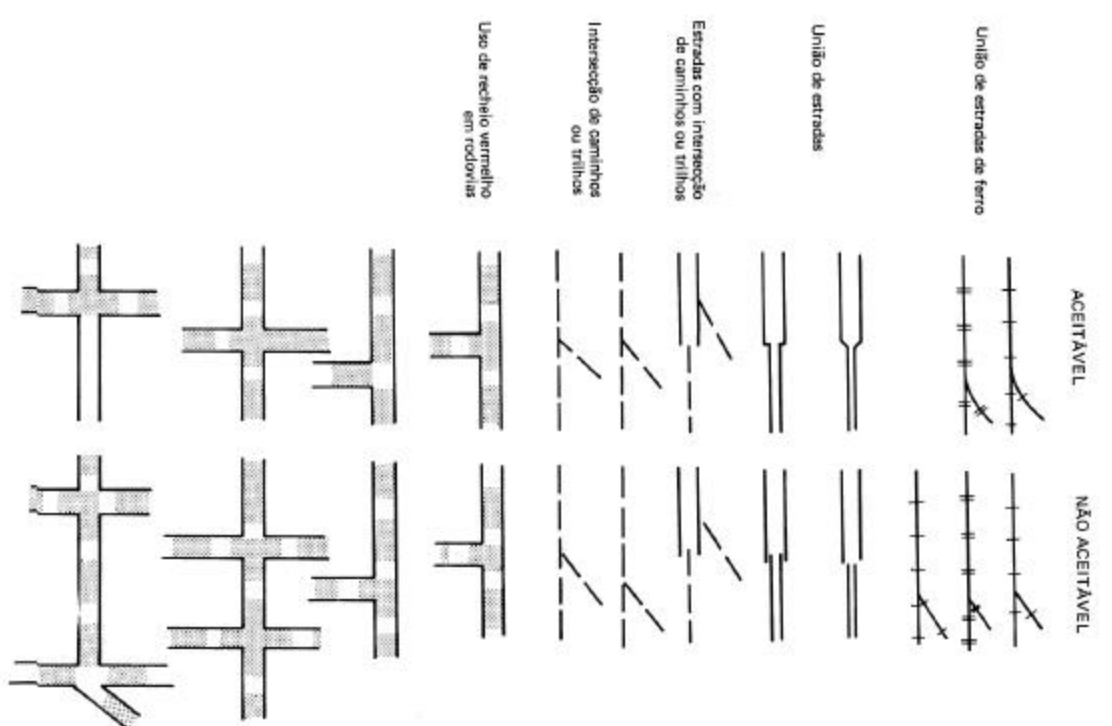 ACEITÁVEL
NÃO ACEITÁVEL
União de estradas de ferro
União de estradas
Estradas com intersecção
de caminhos ou trilhos
Intersecção de caminhos
ou trilhos
Uso de recheio vermelho
em rodovias